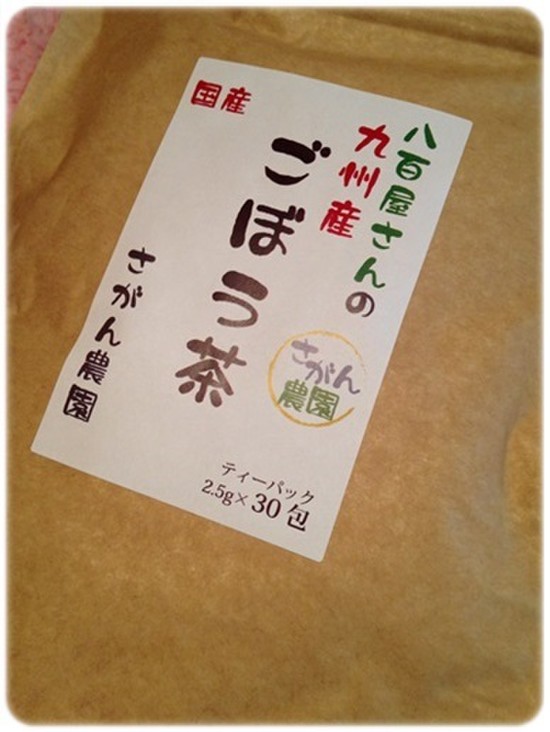 国産
八百屋さんの
九州産
ごぼう茶
さがん農園
さがん
農園
ティーパック
2.5g×30包